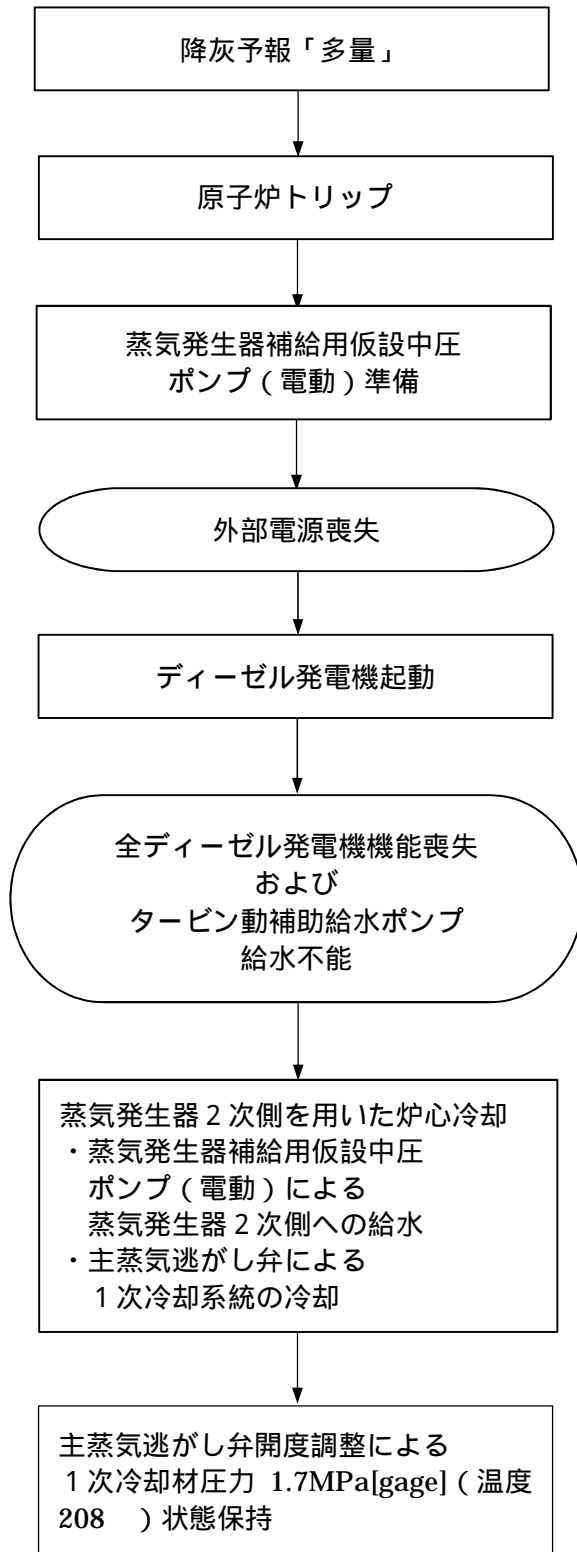 降灰予報「多量」
原子炉トリップ
蒸気発生器補給用仮設中圧
ポンプ（電動）準備
外部電源喪失
ディーゼル発電機起動
全ディーゼル発電機機能喪失
および
タービン動補助給水ポンプ
給水不能
蒸気発生器２次側を用いた炉心冷却
・蒸気発生器補給用仮設中圧
ポンプ（電動）による
蒸気発生器２次側への給水
・主蒸気逃がし弁による
１次冷却系統の冷却
主蒸気逃がし弁開度調整による
１次冷却材圧力 1.7MPa[gage]（温度
208　）状態保持